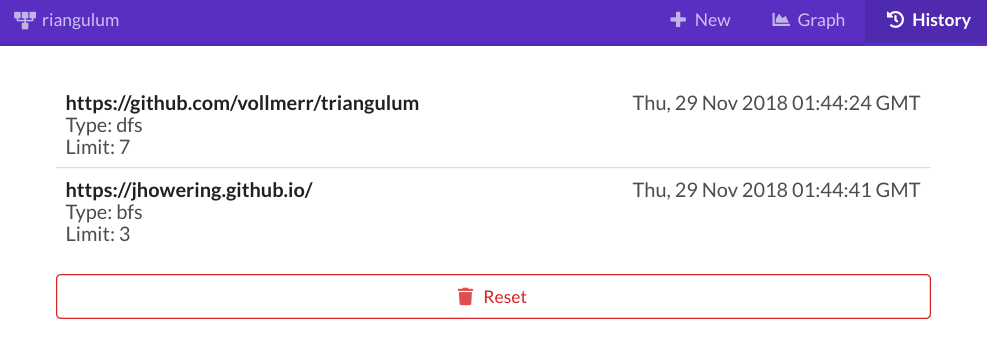 riangulum
New
Graph
History
https://github.com/vollmerr/triangulum
Thu, 29 Nov 2018 01:44:24 GMT
Type: dfs
Limit: 7
https://jhowering.github.io/
Thu, 29 Nov 2018 01:44:41 GMT
Type: bfs
Limit: 3
Reset